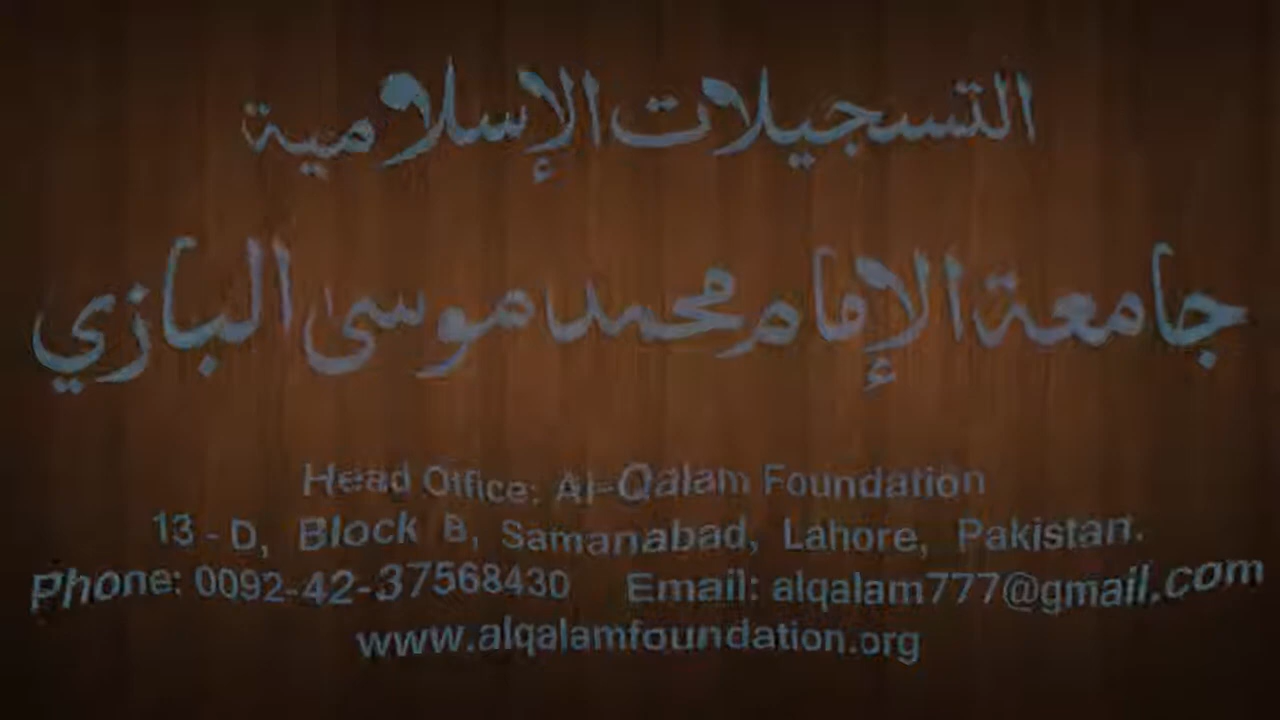 التسجيلات الإسلامية
جامعة الإمام محمد موسى البازي
Head Office: Al-Qalam Foundation
13 - D, Block B, Samanabad, Lahore, Pakistan.
Phone: 0092-42-37568430 Email: alqalam777@gmail.com
www.alqalamfoundation.org